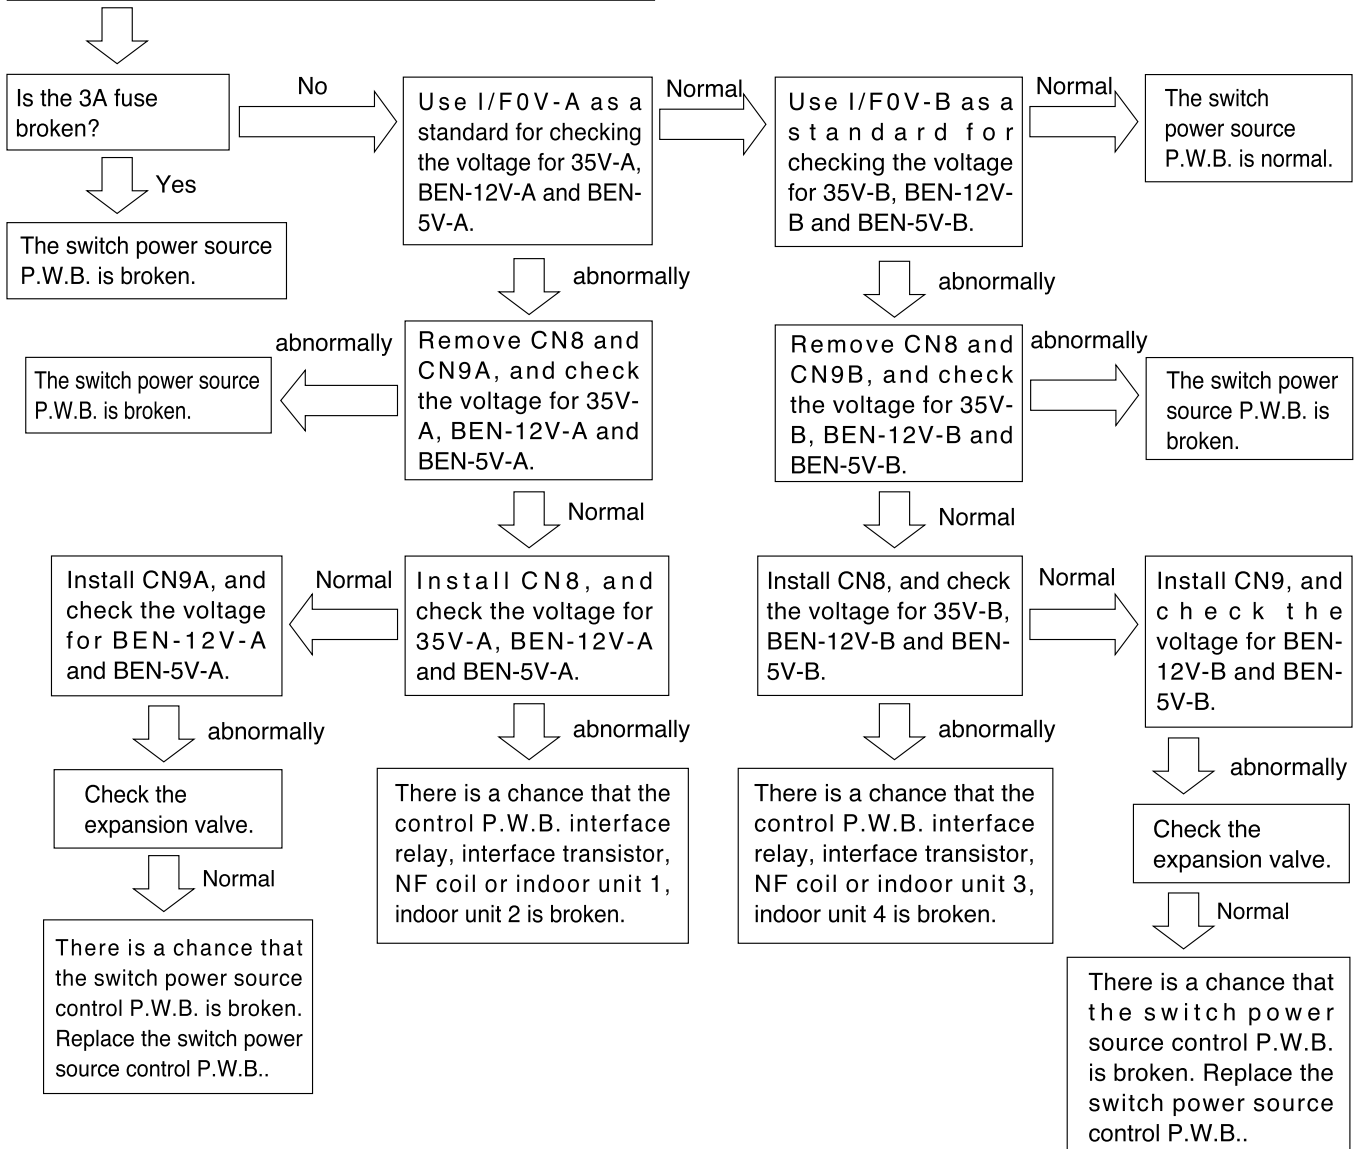 Is the 3A fuse
broken?
No
Use I/F0V-A as a
standard for checking
the voltage for 35V-A,
BEN-12V-A and BEN-
5V-A.
Normal
Use I/F0V-B as a
standard for
checking the voltage
for 35V-B, BEN-12V-
B and BEN-5V-B.
Normal
The switch
power source
P.W.B. is normal.
Yes
The switch power source
P.W.B. is broken.
abnormally
abnormally
abnormally
The switch power source
P.W.B. is broken.
Remove CN8 and
CN9A, and check
the voltage for 35V-
A, BEN-12V-A and
BEN-5V-A.
Remove CN8 and
CN9B, and check
the voltage for 35V-
B, BEN-12V-B and
BEN-5V-B.
abnormally
The switch power
source P.W.B. is
broken.
Normal
Normal
Install CN9A, and
check the voltage
for BEN-12V-A
and BEN-5V-A.
Normal
Install CN8, and
check the voltage for
35V-A, BEN-12V-A
and BEN-5V-A.
Install CN8, and check
the voltage for 35V-B,
BEN-12V-B and BEN-
5V-B.
Normal
Install CN9, and
check the
voltage for BEN-
12V-B and BEN-
5V-B.
abnormally
abnormally
abnormally
abnormally
Check the
expansion valve.
There is a chance that the
control P.W.B. interface
relay, interface transistor,
NF coil or indoor unit 1,
indoor unit 2 is broken.
There is a chance that the
control P.W.B. interface
relay, interface transistor,
NF coil or indoor unit 3,
indoor unit 4 is broken.
Check the
expansion valve.
Normal
Normal
There is a chance that
the switch power source
control P.W.B. is broken.
Replace the switch power
source control P.W.B..
There is a chance that
the switch power
source control P.W.B.
is broken. Replace the
switch power source
control P.W.B..